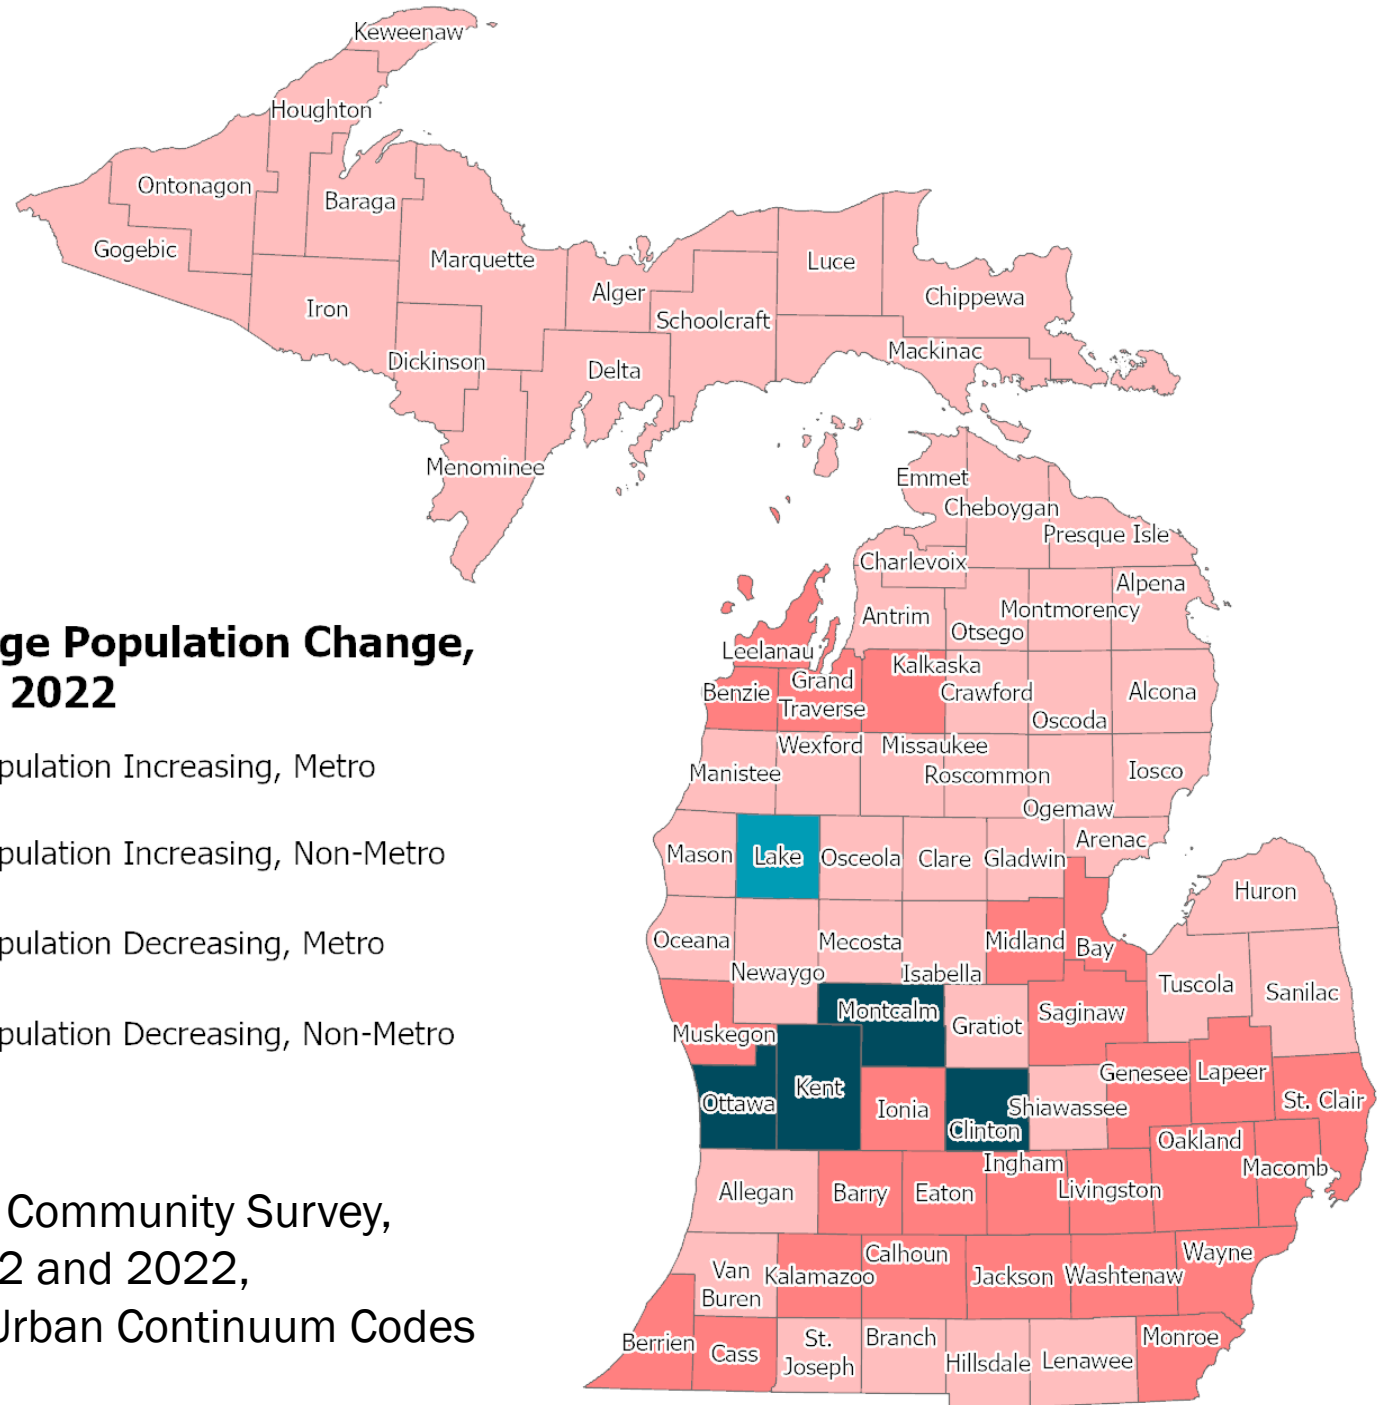 Keweenaw
Houghton
Ontonagon
Baraga
Gogebic
Marquette
Luce
Alger
Chippewa
Iron
Schoolcraft
Mackinac
Dickinson
Delta
Menominee
Emmet
Cheboygan
Presque Isle
Charlevoix
Alpena
Antrim
Montmorency
Otsego
ge Population Change,
Leelanau
Kalkaska
Grand
Traverse
2022
Benzie
Crawford
Alcona
Oscoda
Wexford
Missaukee
pulation Increasing, Metro
Manistee
Roscommon
Iosco
Ogemaw
Arenac
pulation Increasing, Non-Metro
Mason
Lake
Osceola
Clare
Gladwin
Huron
pulation Decreasing, Metro
Oceana
Mecosta
Midland
Bay
Newaygo
Isabella
Tuscola
Sanilac
Montcalm
Saginaw
Gratiot
pulation Decreasing, Non-Metro
Muskegon
Genesee
Lapeer
Kent
Ottawa
Ionia
Shiawassee
St. Clair
Clinton
Oakland
Ingham
Macomb
Allegan
Barry
Eaton
Livingston
Community Survey,
Calhoun
Wayne
2 and 2022,
Van
Buren
Kalamazoo
Jackson
Washtenaw
Urban Continuum Codes
Berrien
Cass
St.
Joseph
Branch
Hillsdale
Lenawee
Monroe